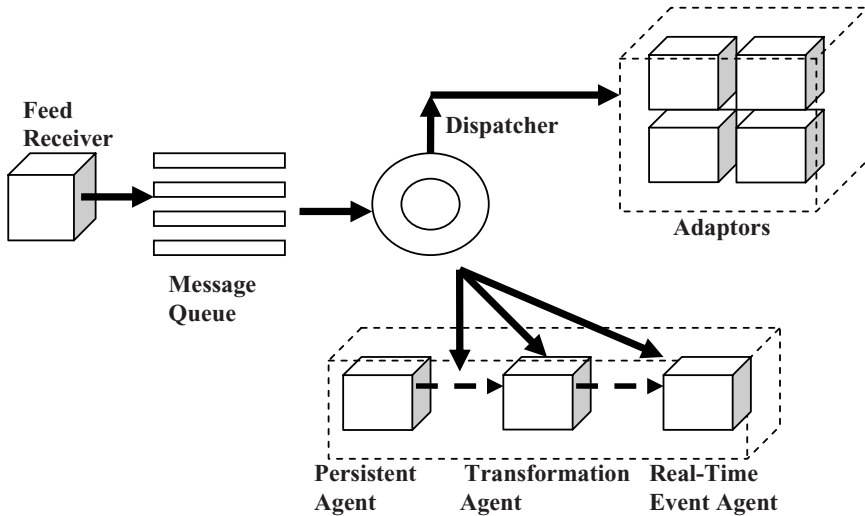 Feed
Receiver
Dispatcher
Adaptors
Message
Queue
Persistent
Agent
Transformation
Agent
Real-Time
Event Agent